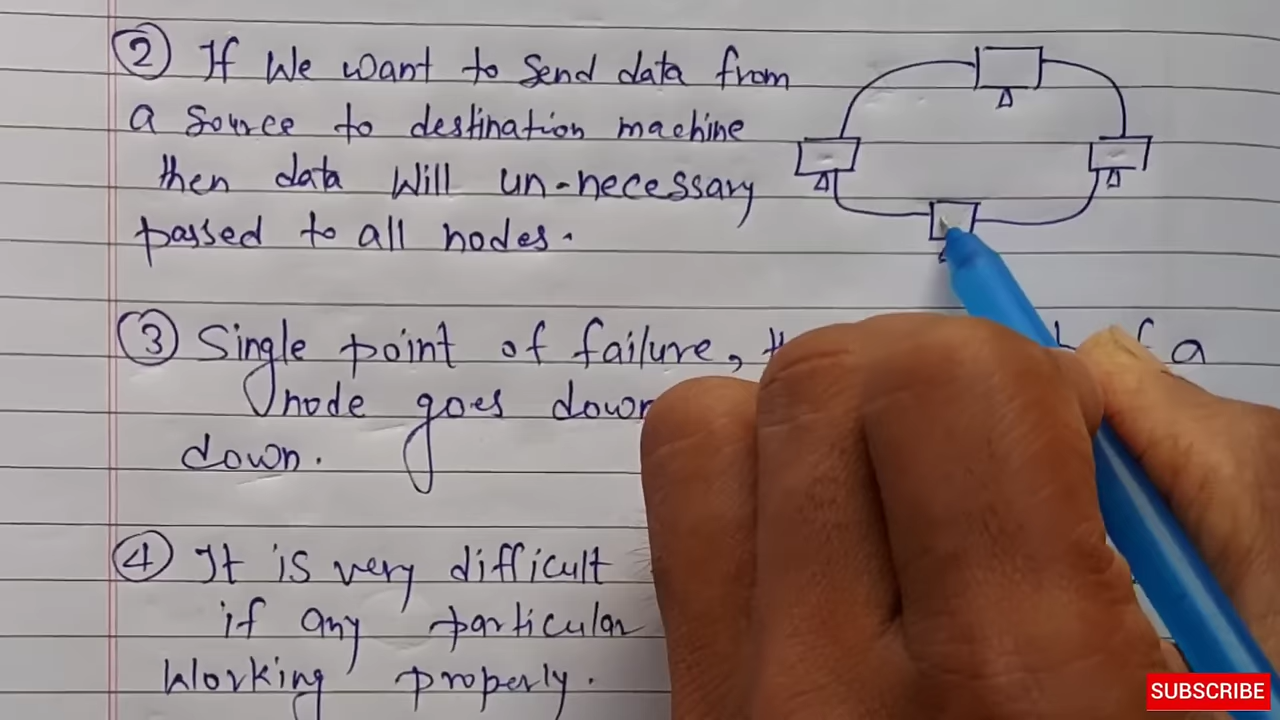 ② If We want to Send data from
a Source to destination machine
then data Will un-necessary
passed to all nodes.
③ Single point of failure, of a
node goes down
down.
④ It is very difficult
if any particular
Working properly.
SUBSCRIBE